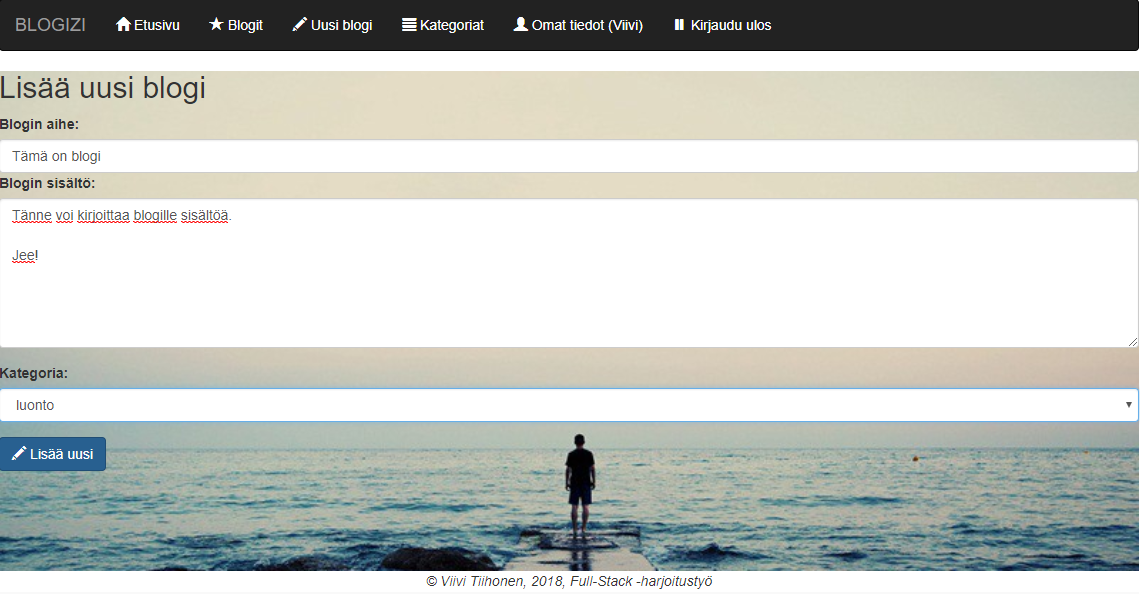 BLOGIZI Etusivu Blogit Uusi blogi Kategoriat Omat tiedot (Viivi) Kirjaudu ulos
Lisää uusi blogi
Blogin aihe:
Tämä on blogi
Blogin sisältö:
Tänne voi kirjoittaa blogille sisältöä.
Jee!
Kategoria:
luonto
Lisää uusi
© Viivi Tiihonen, 2018, Full-Stack -harjoitustyö